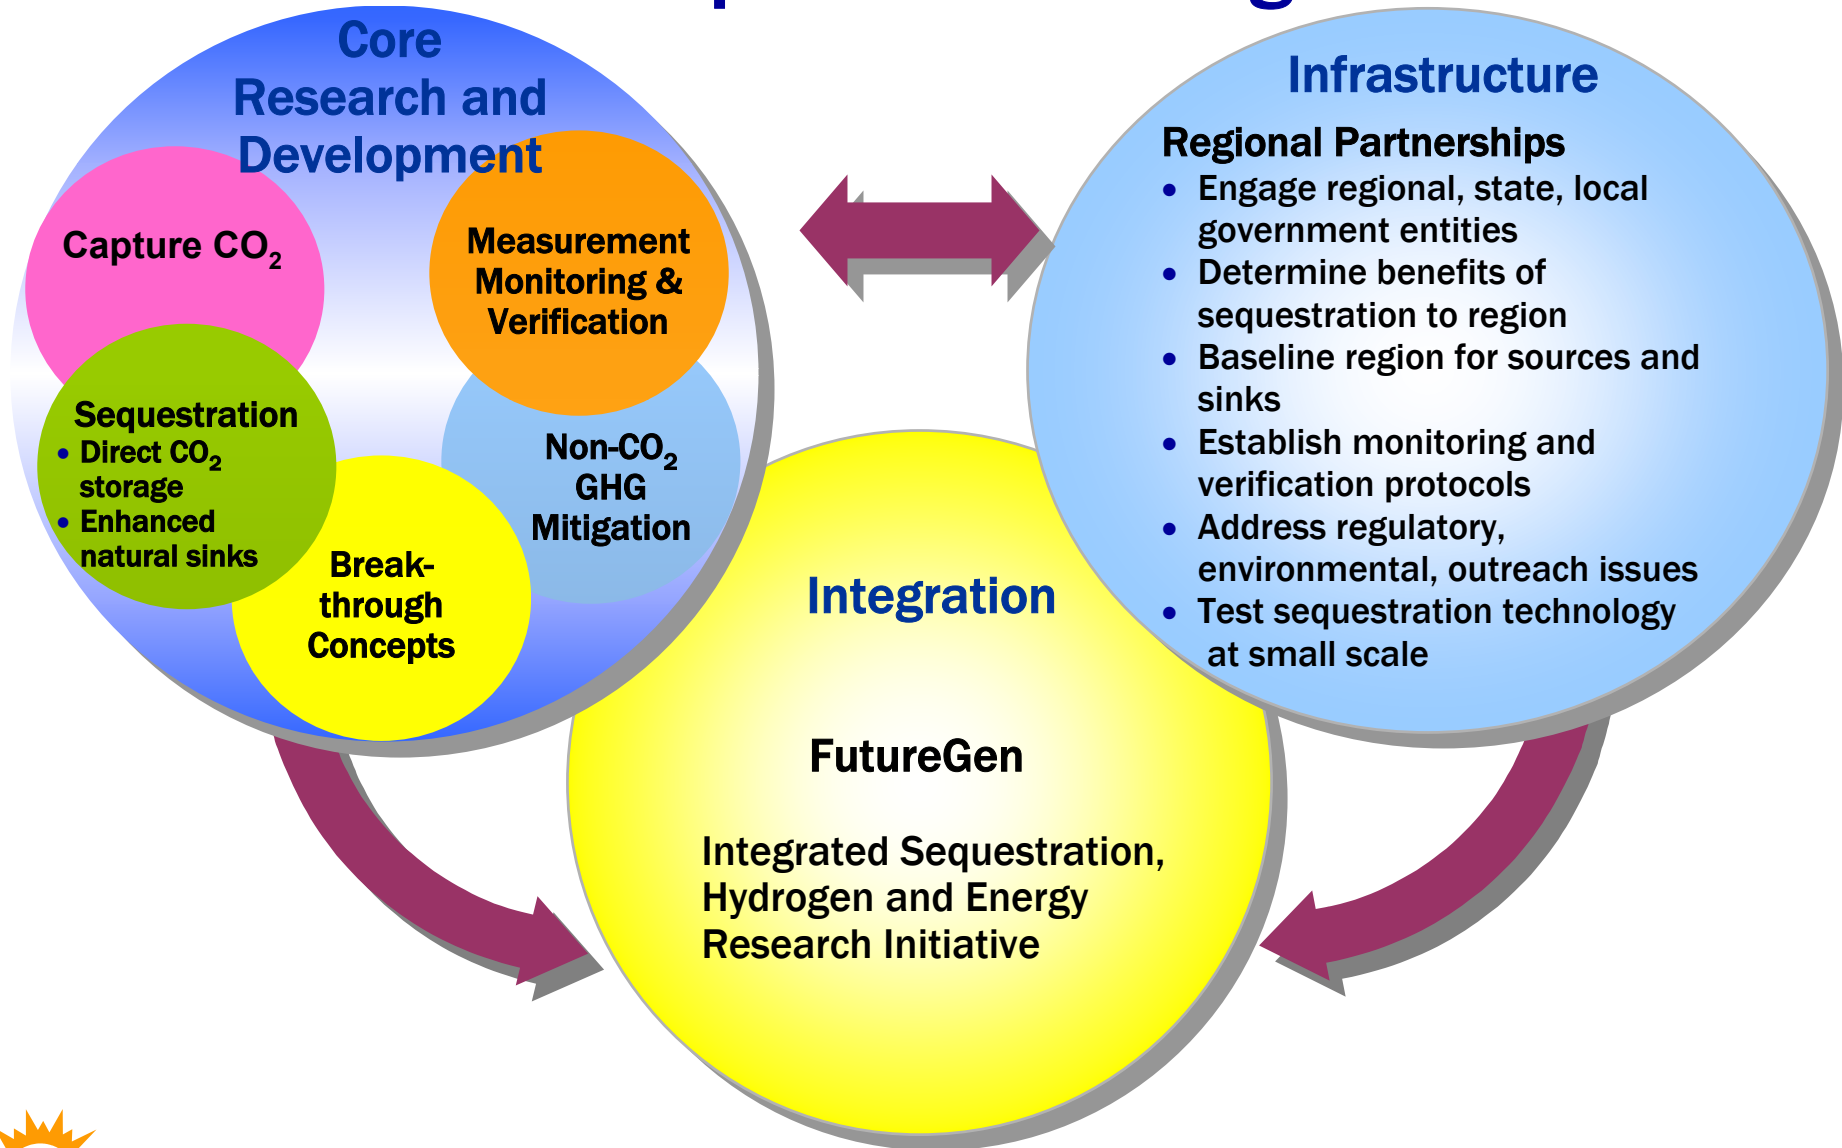 Core
Research and
Development
Capture CO₂
Measurement
Monitoring &
Verification
Sequestration
• Direct CO₂
storage
• Enhanced
natural sinks
Non-CO₂
GHG
Mitigation
Break-
through
Concepts
Infrastructure
Regional Partnerships
• Engage regional, state, local
government entities
• Determine benefits of
sequestration to region
• Baseline region for sources and
sinks
• Establish monitoring and
verification protocols
• Address regulatory,
environmental, outreach issues
• Test sequestration technology
at small scale
Integration
FutureGen
Integrated Sequestration,
Hydrogen and Energy
Research Initiative